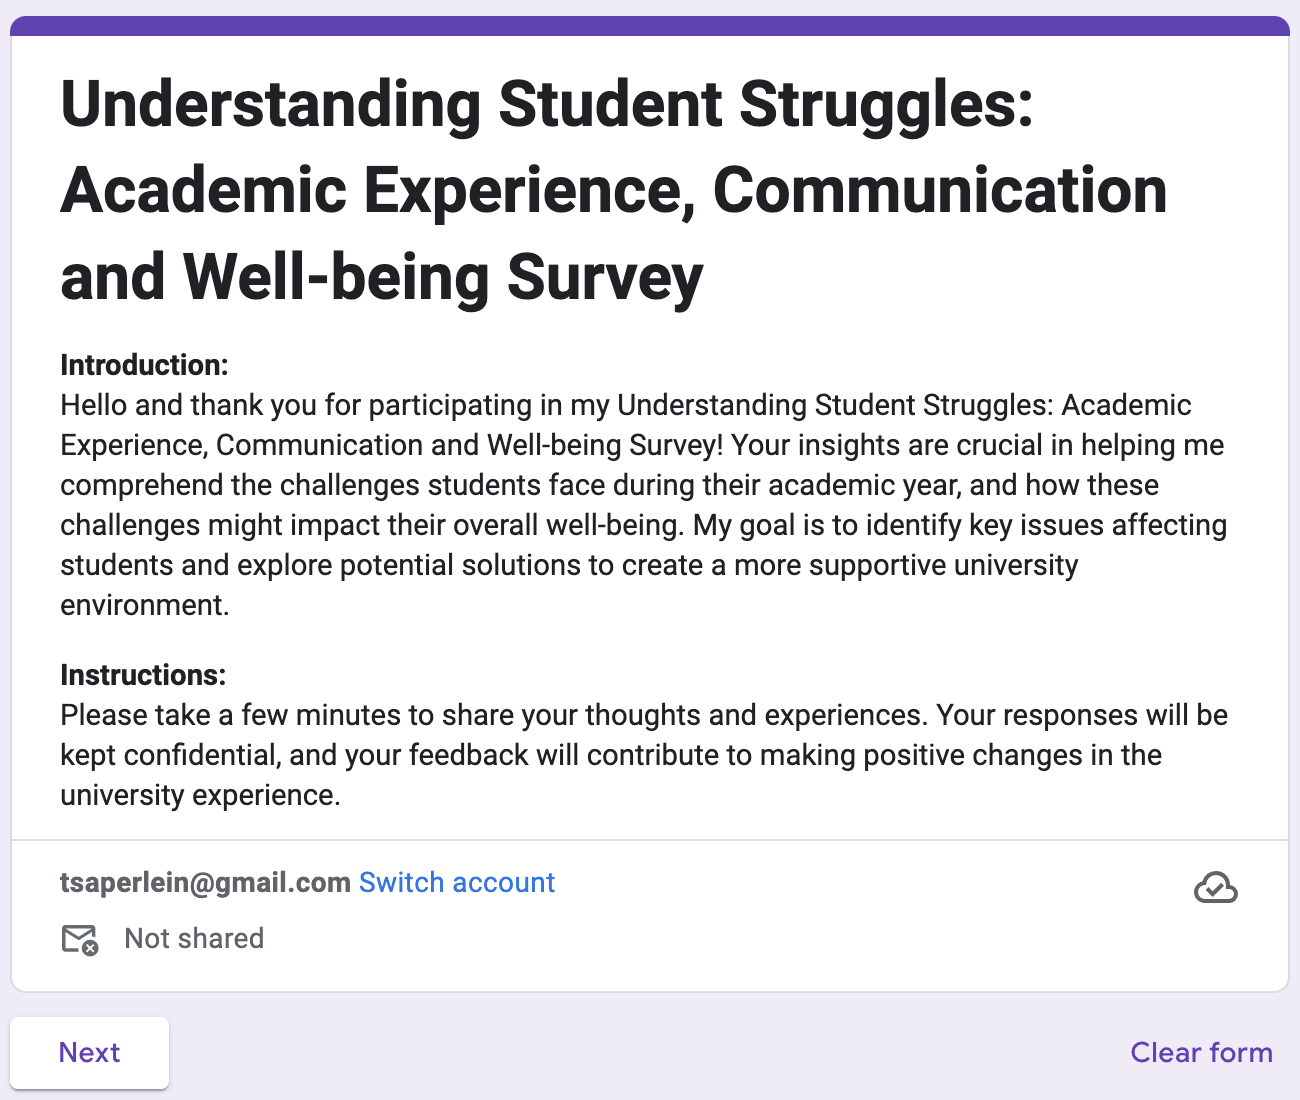 Understanding Student Struggles:
Academic Experience, Communication
and Well-being Survey
Introduction:
Hello and thank you for participating in my Understanding Student Struggles: Academic
Experience, Communication and Well-being Survey! Your insights are crucial in helping me
comprehend the challenges students face during their academic year, and how these
challenges might impact their overall well-being. My goal is to identify key issues affecting
students and explore potential solutions to create a more supportive university
environment.
Instructions:
Please take a few minutes to share your thoughts and experiences. Your responses will be
kept confidential, and your feedback will contribute to making positive changes in the
university experience.
tsaperlein@gmail.com Switch account
Not shared
Next
Clear form